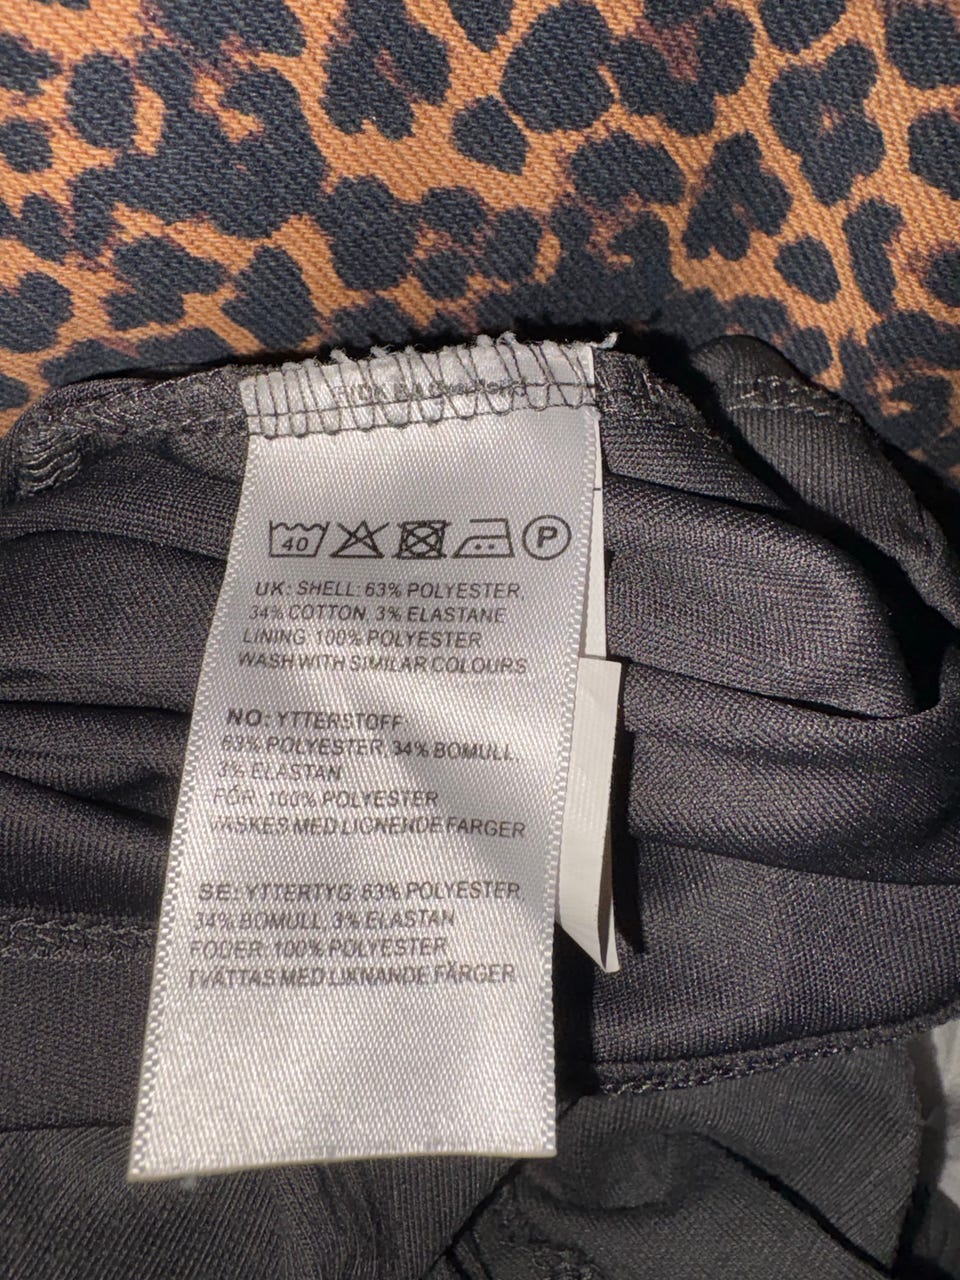 40 P
UK: SHELL: 63% POLYESTER,
34% COTTON, 3% ELASTANE
LINING: 100% POLYESTER
WASH WITH SIMILAR COLOURS
NO: YTTERSTOFF:
63% POLYESTER, 34% BOMULL,
3% ELASTAN
FÔR: 100% POLYESTER
VASKES MED LIGNENDE FARGER
SE: YTTERTYG: 63% POLYESTER
34% BOMULL, 3% ELASTAN
FODER: 100% POLYESTER
TVÄTTAS MED LIKNANDE FÄRGER